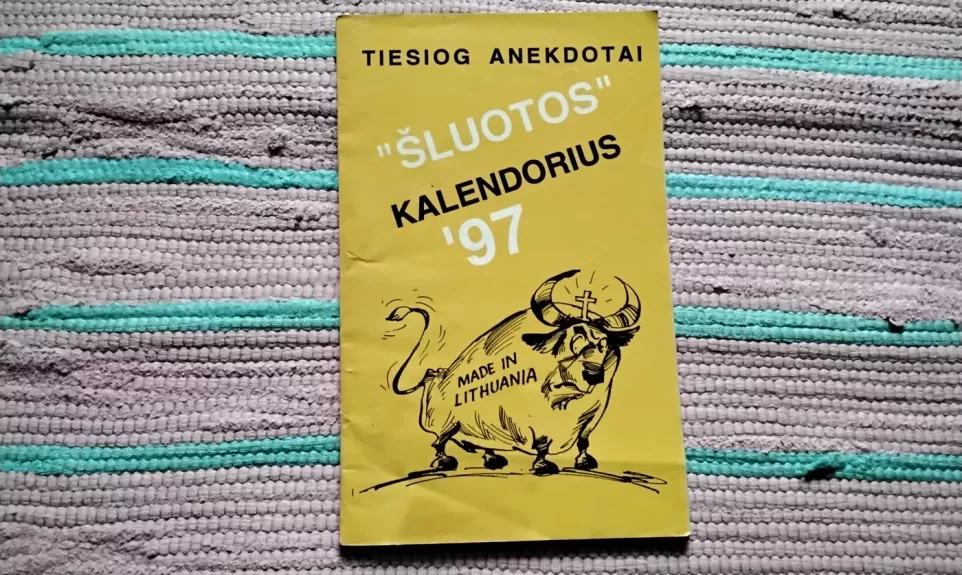 TIESIOG ANEKDOTAI
"ŠLUOTOS"
KALENDORIUS
'97
MADE IN
LITHUANIA